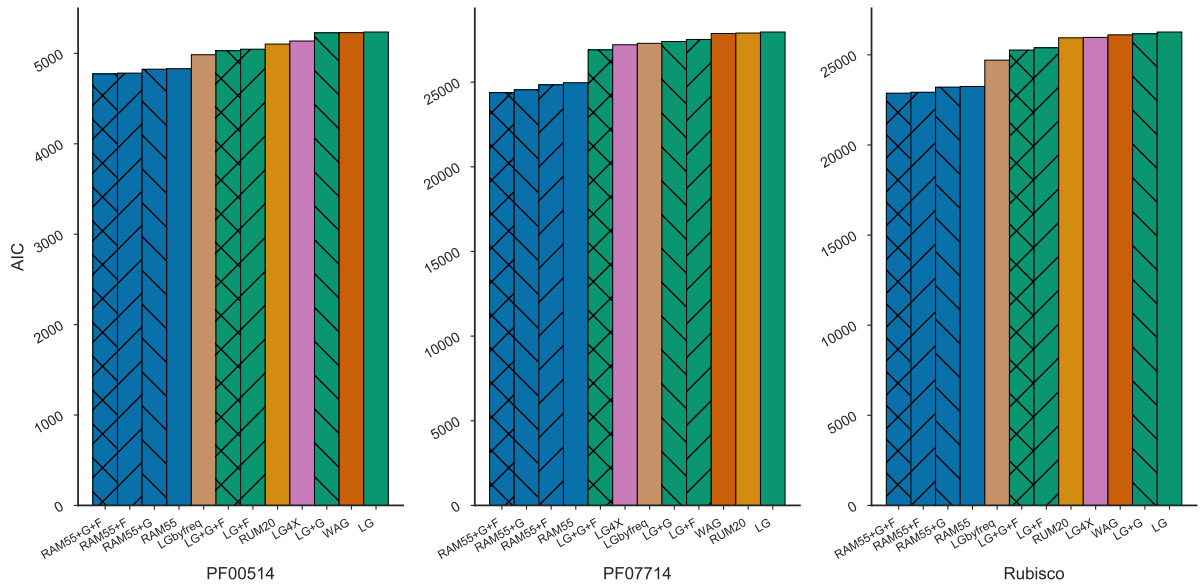 AIC
5000
4000
3000
2000
1000
0
RAM55+G+F
RAM55+F
RAM55+G
RAM55
LGbyfreq
LG+G+F
LG+F
RUM20
LG4X
LG+G
WAG
LG
PF00514
25000
20000
15000
10000
5000
0
RAM55+G+F
RAM55+G
RAM55+F
RAM55
LG+G+F
LG4X
LGbyfreq
LG+G
LG+F
WAG
RUM20
LG
PF07714
25000
20000
15000
10000
5000
0
RAM55+G+F
RAM55+F
RAM55+G
RAM55
LGbyfreq
LG+G+F
LG+F
RUM20
LG4X
WAG
LG+G
LG
Rubisco